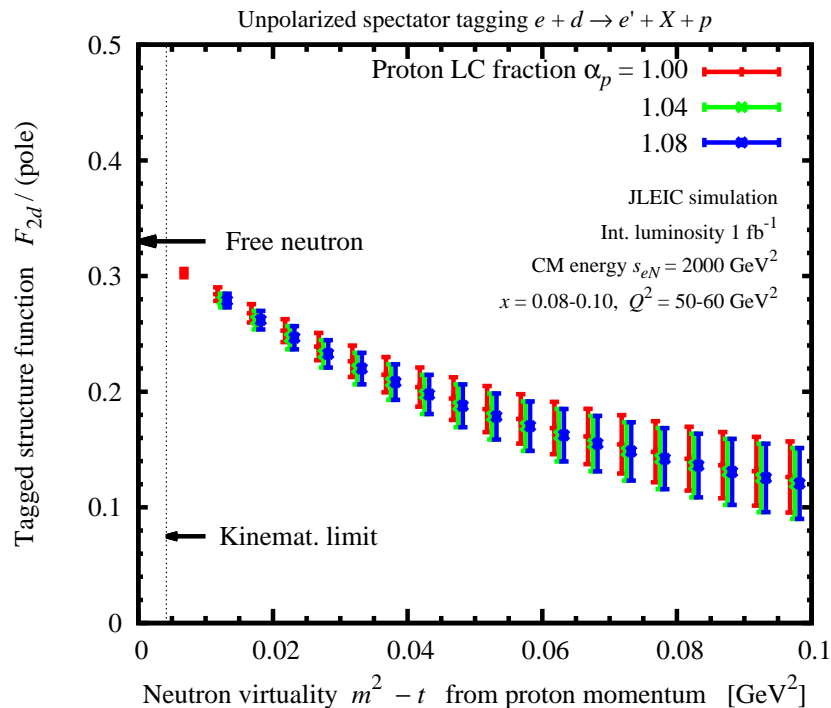 Unpolarized spectator tagging e + d → e' + X + p
Tagged structure function F2d / (pole)
0.5
0.4
0.3
0.2
0.1
0
Proton LC fraction αp = 1.00
1.04
1.08
JLEIC simulation
Int. luminosity 1 fb⁻¹
CM energy seN = 2000 GeV²
x = 0.08-0.10, Q² = 50-60 GeV²
Free neutron
Kinemat. limit
0 0.02 0.04 0.06 0.08 0.1
Neutron virtuality m² − t from proton momentum [GeV²]